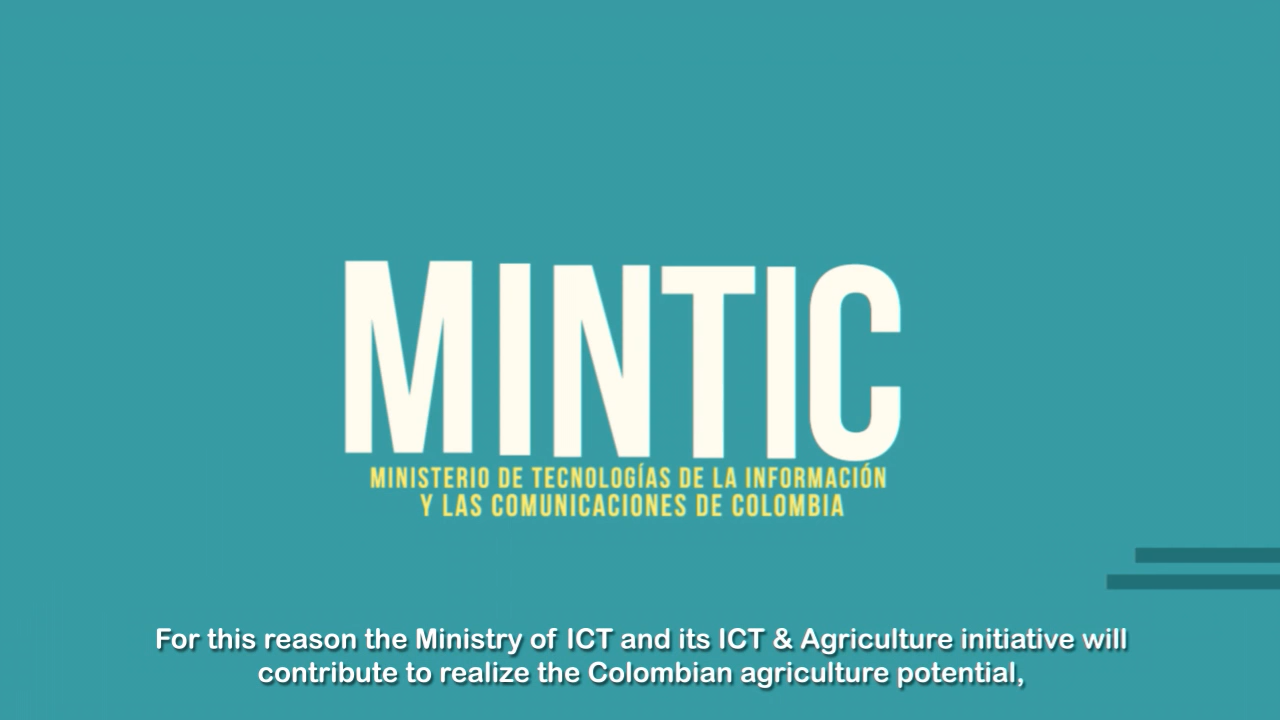 MINTIC
MINISTERIO DE TECNOLOGÍAS DE LA INFORMACIÓN
Y LAS COMUNICACIONES DE COLOMBIA
For this reason the Ministry of ICT and its ICT & Agriculture initiative will
contribute to realize the Colombian agriculture potential,